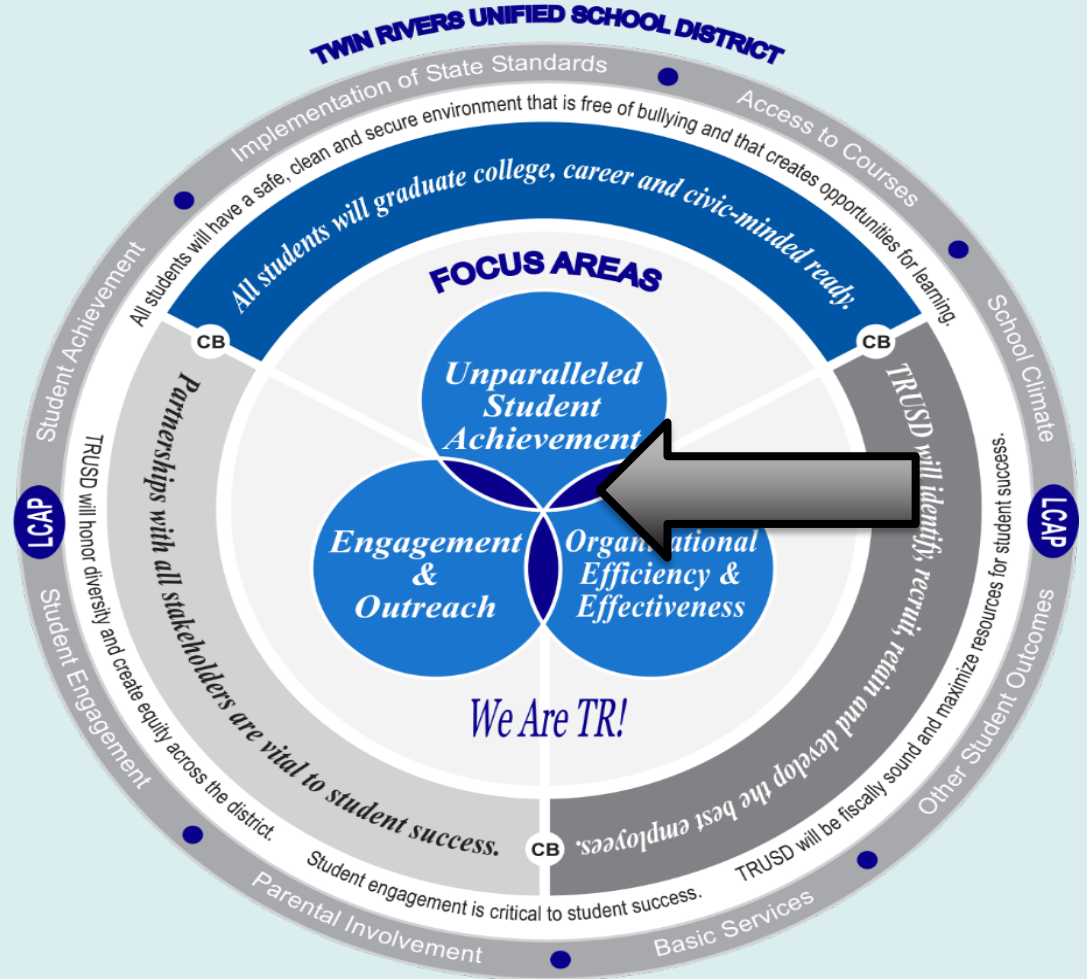 TWIN RIVERS UNIFIED SCHOOL DISTRICT
Implementation of State Standards
Access to Courses
School Climate
Other Student Outcomes
Basic Services
Parental Involvement
Student Engagement
Student Achievement
LCAP
LCAP
All students will have a safe, clean and secure environment that is free of bullying and that creates opportunities for learning.
TRUSD will be fiscally sound and maximize resources for student success.
Student engagement is critical to student success.
TRUSD will honor diversity and create equity across the district.
All students will graduate college, career and civic-minded ready.
TRUSD will identify, recruit, retain and develop the best employees.
Partnerships with all stakeholders are vital to student success.
CB
CB
CB
FOCUS AREAS
Unparalleled
Student
Achievement
Engagement
&
Outreach
Efficiency &
Effectiveness
We Are TR!